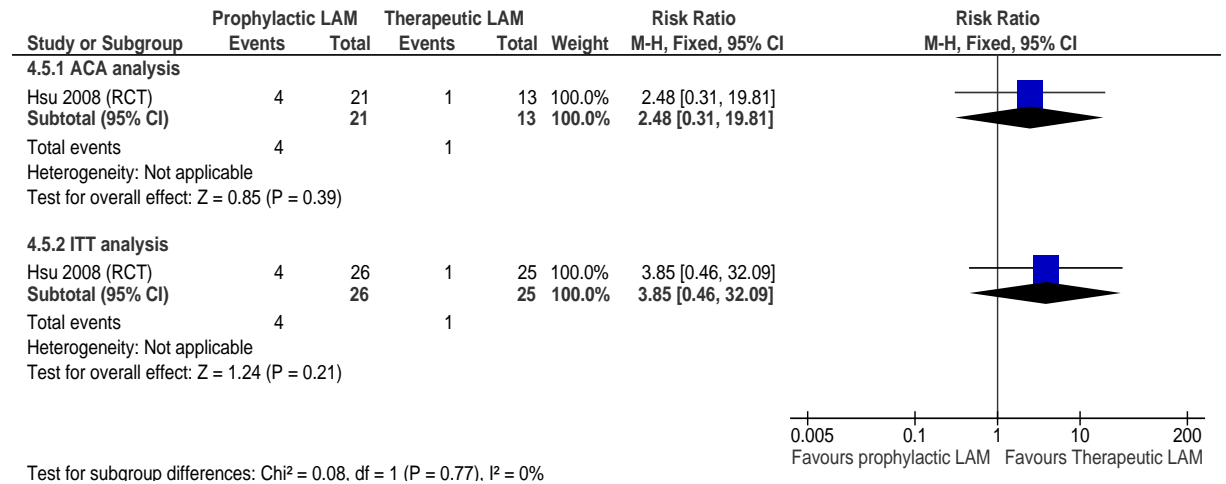 Prophylactic LAM Therapeutic LAM Risk Ratio Risk Ratio
Study or Subgroup Events Total Events Total Weight M-H, Fixed, 95% CI M-H, Fixed, 95% CI
4.5.1 ACA analysis
Hsu 2008 (RCT) 4 21 1 13 100.0% 2.48 [0.31, 19.81]
Subtotal (95% CI) 21 13 100.0% 2.48 [0.31, 19.81]
Total events 4 1
Heterogeneity: Not applicable
Test for overall effect: Z = 0.85 (P = 0.39)
4.5.2 ITT analysis
Hsu 2008 (RCT) 4 26 1 25 100.0% 3.85 [0.46, 32.09]
Subtotal (95% CI) 26 25 100.0% 3.85 [0.46, 32.09]
Total events 4 1
Heterogeneity: Not applicable
Test for overall effect: Z = 1.24 (P = 0.21)
0.005 0.1 1 10 200
Favours prophylactic LAM Favours Therapeutic LAM
Test for subgroup differences: Chi² = 0.08, df = 1 (P = 0.77), I² = 0%